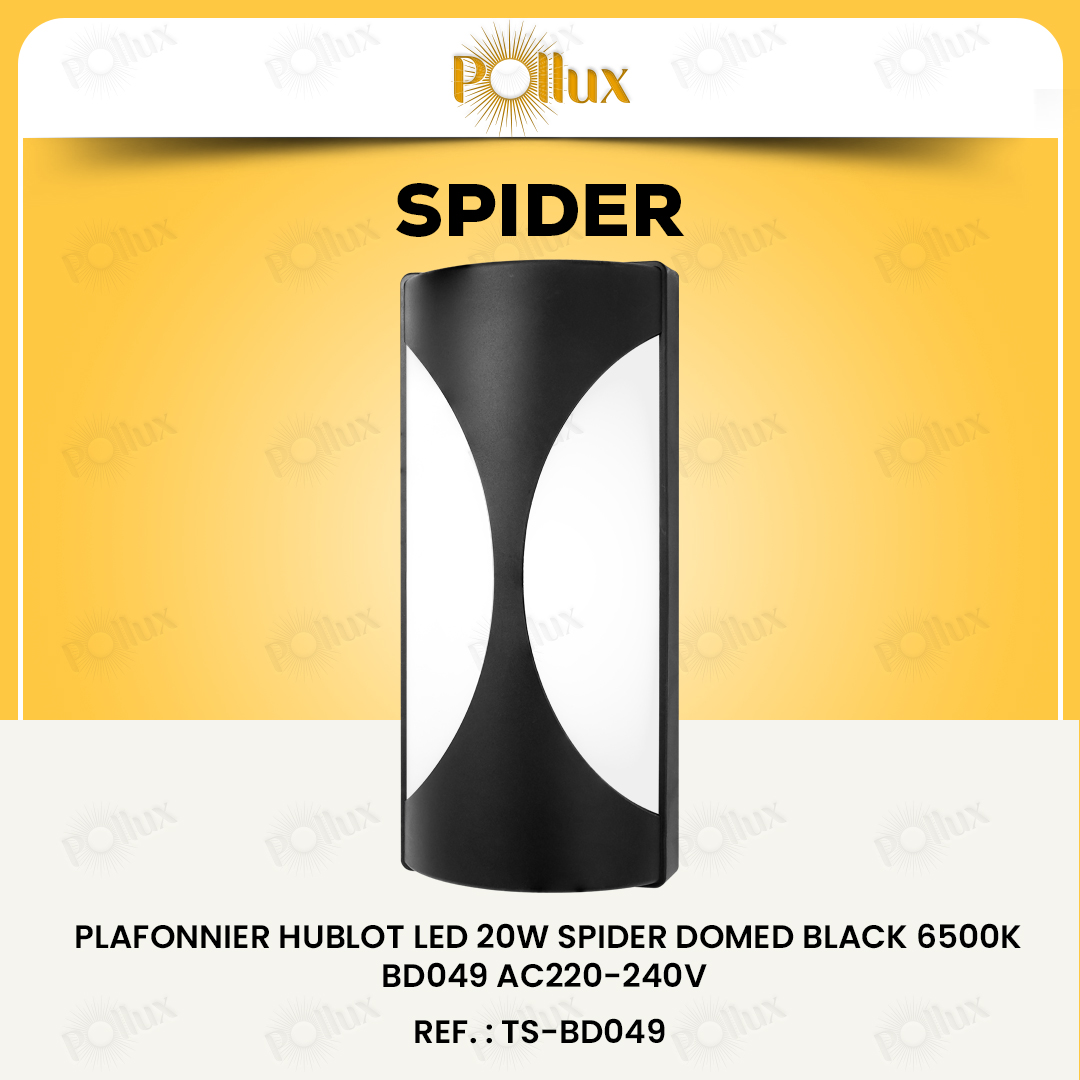 Pollux
SPIDER
PLAFONNIER HUBLOT LED 20W SPIDER DOMED BLACK 6500K
BD049 AC220-240V
REF. : TS-BD049